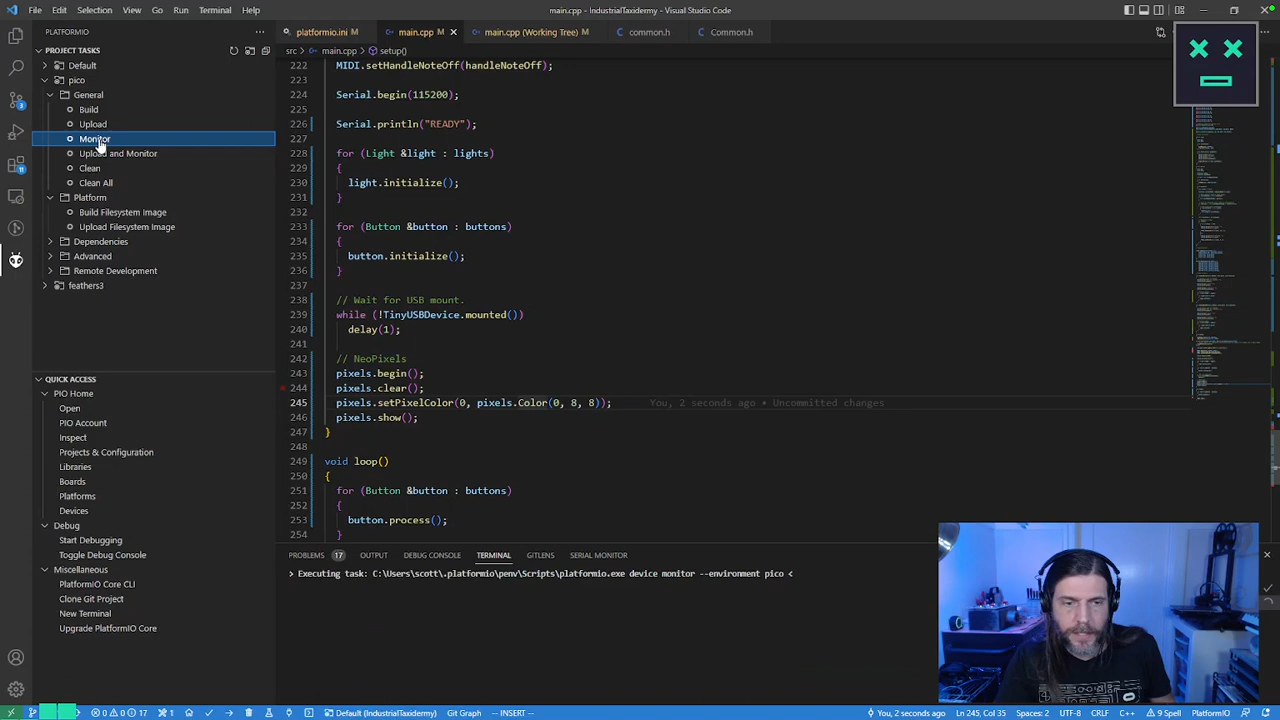 File Edit Selection View Go Run Terminal Help
main.cpp - IndustrialTaxidermy - Visual Studio Code
PLATFORMIO
platformio.ini M
main.cpp M
main.cpp (Working Tree) M
common.h
Common.h
PROJECT TASKS
src > main.cpp > setup()
Default
pico
General
Build
Upload
Monitor
Upload and Monitor
Clean
Clean All
Platform
Build Filesystem Image
Upload Filesystem Image
Dependencies
Advanced
Remote Development
feathers3
QUICK ACCESS
PIO Home
Open
PIO Account
Inspect
Projects & Configuration
Libraries
Boards
Platforms
Devices
Debug
Start Debugging
Toggle Debug Console
Miscellaneous
PlatformIO Core CLI
Clone Git Project
New Terminal
Upgrade PlatformIO Core
3
11
222 MIDI.setHandleNoteOff(handleNoteOff);
223
224 Serial.begin(115200);
225
226 Serial.println("READY");
227
228 for (Light &light : lights)
229
230 light.initialize();
231
232
233 for (Button &button : buttons)
234
235 button.initialize();
236
237
238 // Wait for USB mount.
239 while (!TinyUSBDevice.mounted())
240 delay(1);
241
242 // NeoPixels
243 pixels.begin();
244 pixels.clear();
245 pixels.setPixelColor(0, pixels.Color(0, 8, 8)); You, 2 seconds ago • Uncommitted changes
246 pixels.show();
247 }
248
249 void loop()
250 {
251 for (Button &button : buttons)
252 {
253 button.process();
254 }
PROBLEMS 17 OUTPUT DEBUG CONSOLE TERMINAL GITLENS SERIAL MONITOR
> Executing task: C:\Users\scott\.platformio\penv\Scripts\platformio.exe device monitor --environment pico <
0 0 17 1 Default (IndustrialTaxidermy) Git Graph -- INSERT -- You, 2 seconds ago Ln 245, Col 35 Spaces: 2 UTF-8 CRLF C++ 9 Spell PlatformIO